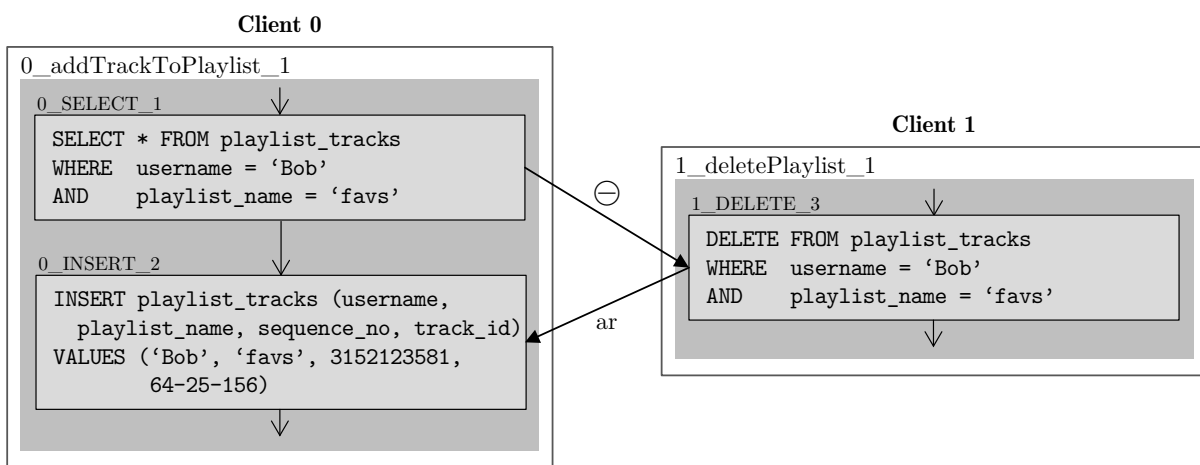 Client 0
0_addTrackToPlaylist_1
0_SELECT_1
SELECT * FROM playlist_tracks
WHERE username = ‘Bob’
AND playlist_name = ‘favs’
0_INSERT_2
INSERT playlist_tracks (username,
playlist_name, sequence_no, track_id)
VALUES (‘Bob’, ‘favs’, 3152123581,
64-25-156)
⊖
ar
Client 1
1_deletePlaylist_1
1_DELETE_3
DELETE FROM playlist_tracks
WHERE username = ‘Bob’
AND playlist_name = ‘favs’